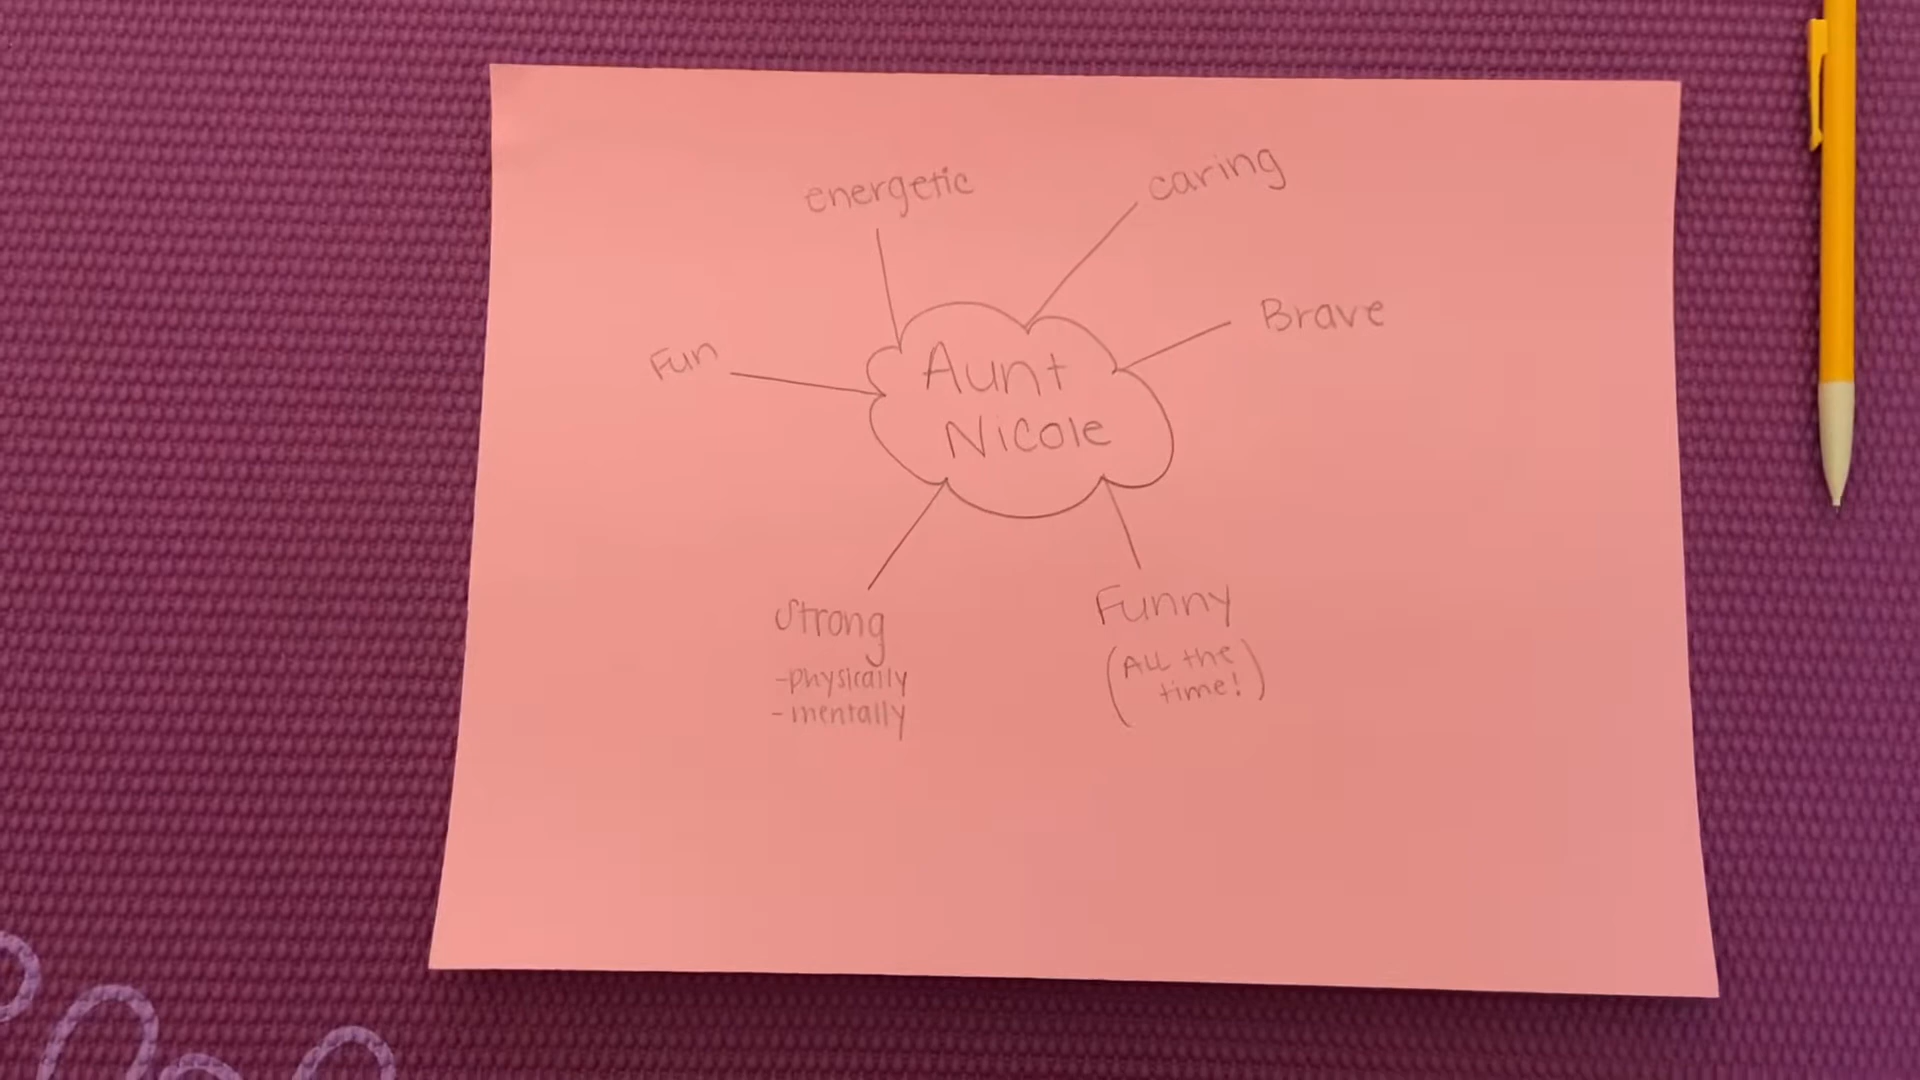 energetic
caring
Brave
Fun
Aunt
Nicole
Strong
-physically
-mentally
Funny
(All the
time!)